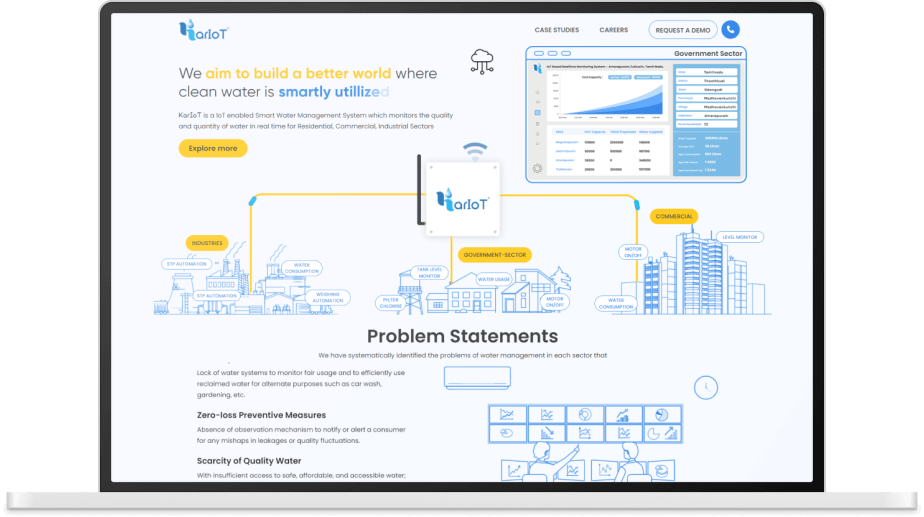 KarIoT
CASE STUDIES
CAREERS
REQUEST A DEMO
Government Sector
We aim to build a better world where
clean water is smartly utillized
KarIoT is a IoT enabled Smart Water Management System which monitors the quality
and quantity of water in real time for Residential, Commercial, Industrial Sectors
Explore more
KarIoT
INDUSTRIES
STP AUTOMATION
WATER
CONSUMPTION
STP AUTOMATION
WEIGHING
AUTOMATION
GOVERNMENT-SECTOR
TANK LEVEL
MONITOR
WATER USAGE
FYLTER
CHLORINE
MOTOR
ON/OFF
COMMERCIAL
LEVEL MONITOR
MOTOR
ON/OFF
WATER
CONSUMPTION
Problem Statements
We have systematically identified the problems of water management in each sector that
Lack of water systems to monitor fair usage and to efficiently use
reclaimed water for alternate purposes such as car wash,
gardening, etc.
Zero-loss Preventive Measures
Absence of observation mechanism to notify or alert a consumer
for any mishaps in leakages or quality fluctuations.
Scarcity of Quality Water
With insufficient access to safe, affordable, and accessible water;